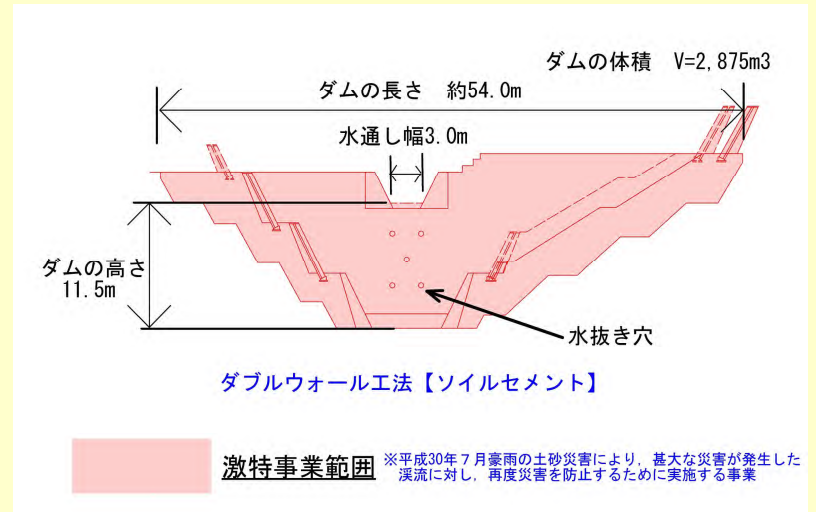 ダムの体積 V=2,875m3
ダムの長さ 約54.0m
水通し幅3.0m
ダムの高さ
11.5m
水抜き穴
ダブルウォール工法【ソイルセメント】
激特事業範囲
※平成30年7月豪雨の土砂災害により，甚大な災害が発生した
渓流に対し，再度災害を防止するために実施する事業